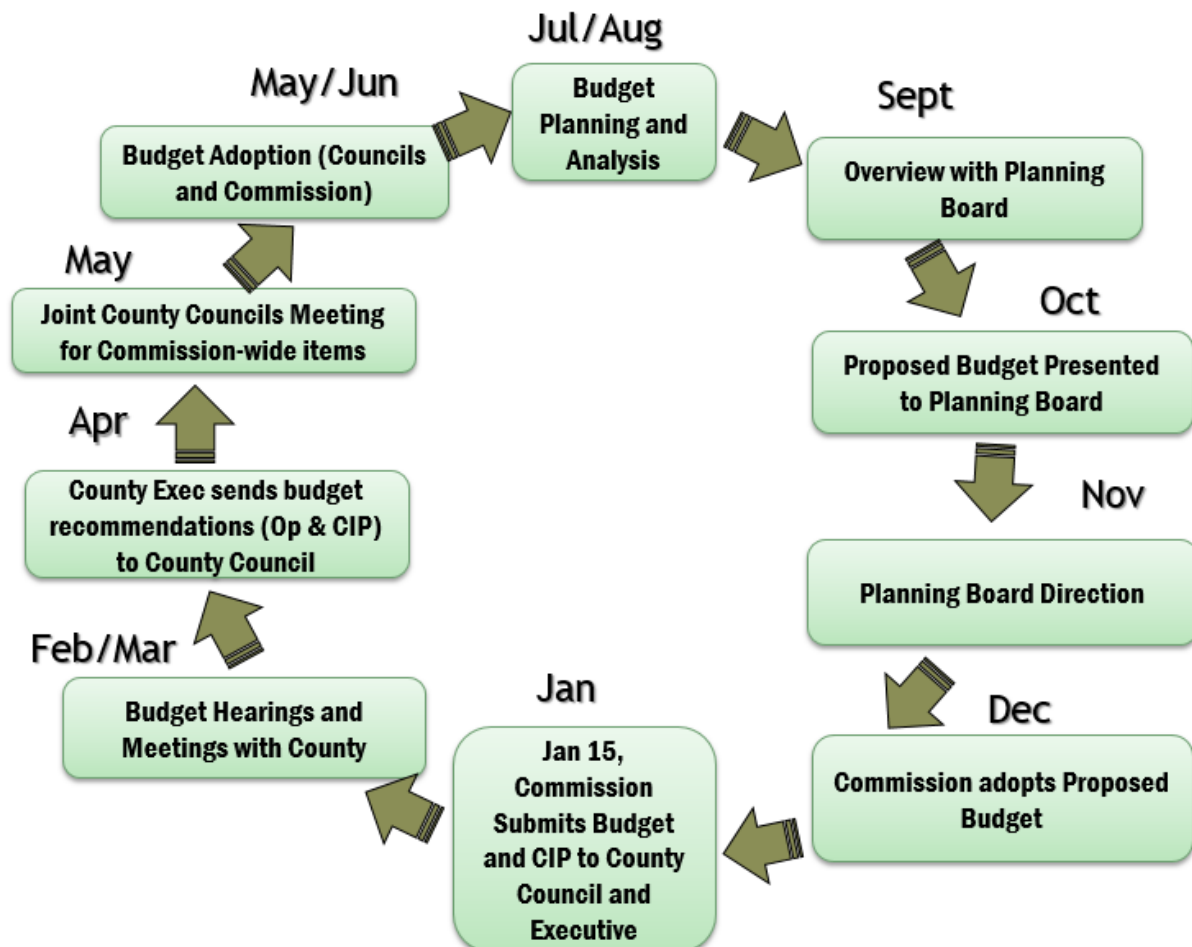 Jul/Aug
Budget
Planning and
Analysis
Sept
Overview with Planning
Board
Oct
Proposed Budget Presented
to Planning Board
Nov
Planning Board Direction
Dec
Commission adopts Proposed
Budget
Jan
Jan 15,
Commission
Submits Budget
and CIP to County
Council and
Executive
Feb/Mar
Budget Hearings and
Meetings with County
Apr
County Exec sends budget
recommendations (Op & CIP)
to County Council
May
Joint County Councils Meeting
for Commission-wide items
May/Jun
Budget Adoption (Councils
and Commission)